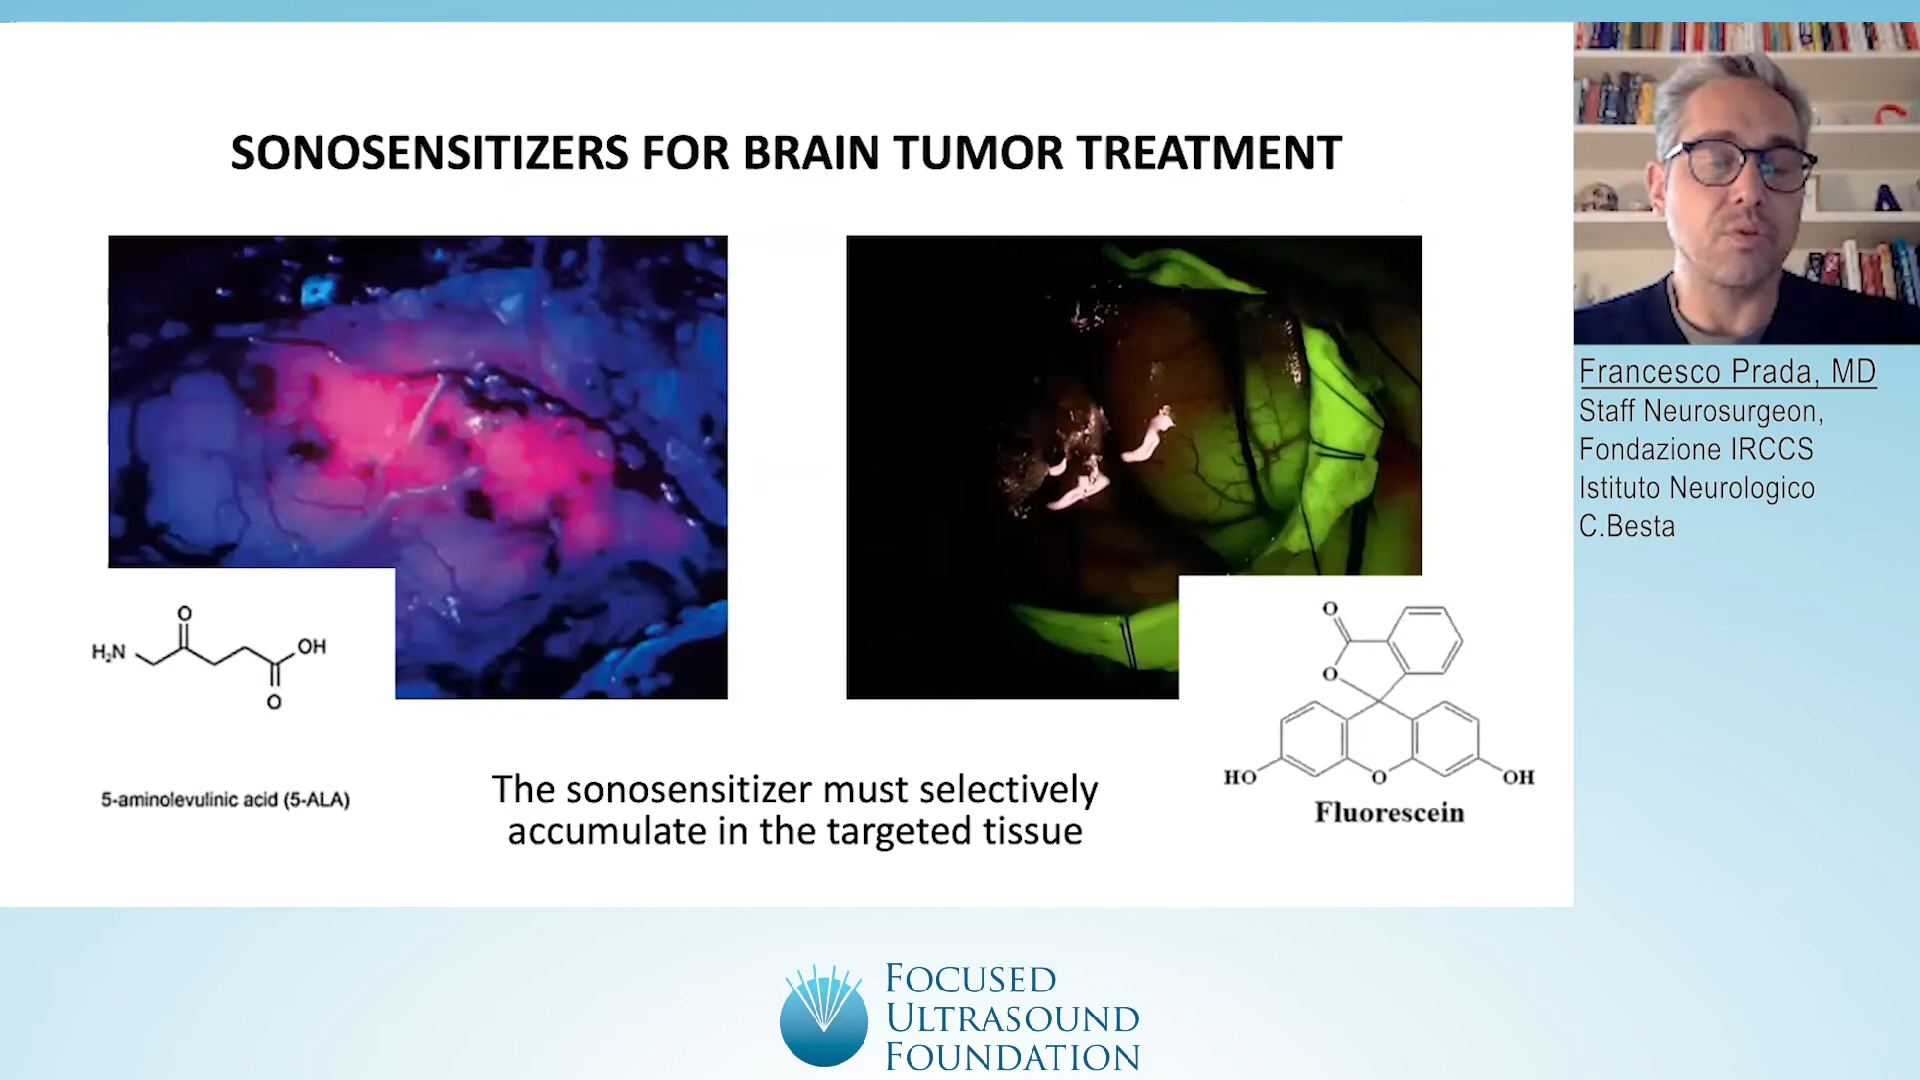 SONOSENSITIZERS FOR BRAIN TUMOR TREATMENT
Francesco Prada, MD
Staff Neurosurgeon,
Fondazione IRCCS
Istituto Neurologico
C.Besta
O
H₂N
OH
O
5-aminolevulinic acid (5-ALA)
The sonosensitizer must selectively
accumulate in the targeted tissue
O
O
HO
O
OH
Fluorescein
FOCUSED
ULTRASOUND
FOUNDATION